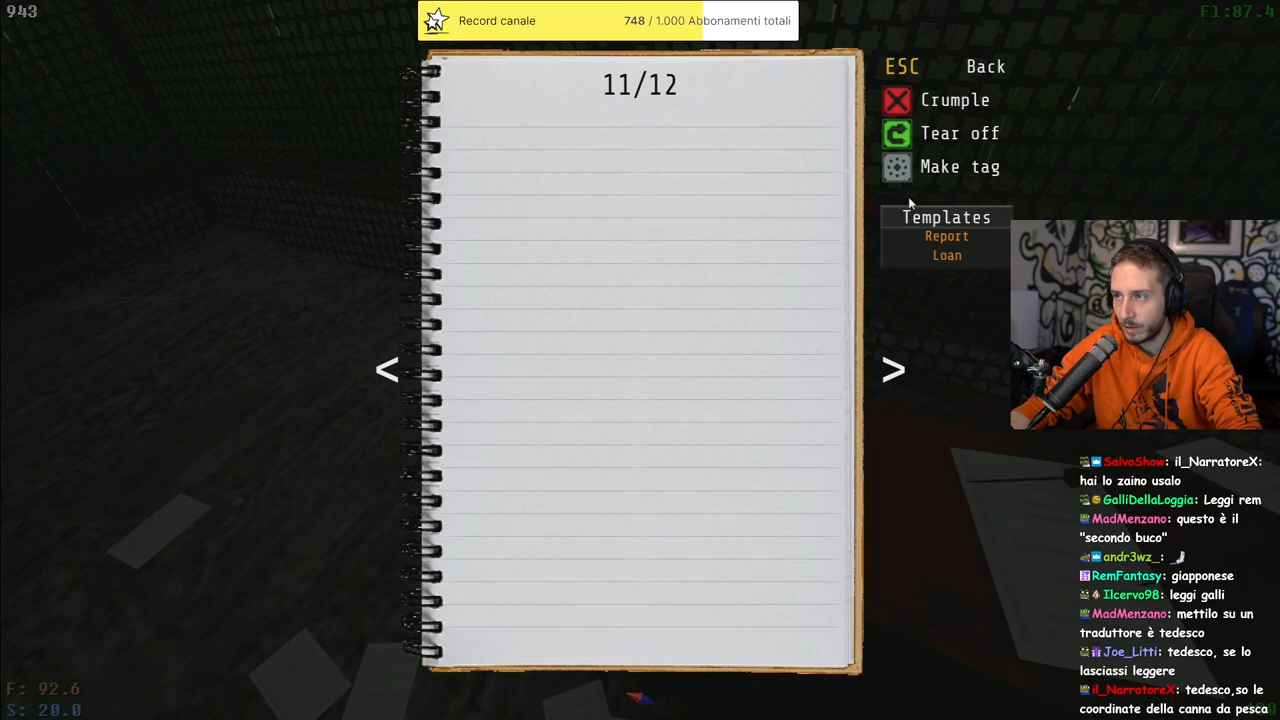 943
Record canale
748 / 1.000 Abbonamenti totali
F1:87.4
11/12
ESC Back
Crumple
Tear off
Make tag
Templates
Report
Loan
<
>
SalvoShow: il_NarratoreX:
hai lo zaino usalo
GalliDellaLoggia: Leggi rem
MadMenzano: questo è il
"secondo buco"
andr3wz_:
RemFantasy: giapponese
Ilcervo98: leggi galli
MadMenzano: mettilo su un
traduttore è tedesco
Joe_Litti: tedesco, se lo
lasciassi leggere
il_NarratoreX: tedesco,so le
coordinate della canna da pesca
F: 92.6
S: 20.0